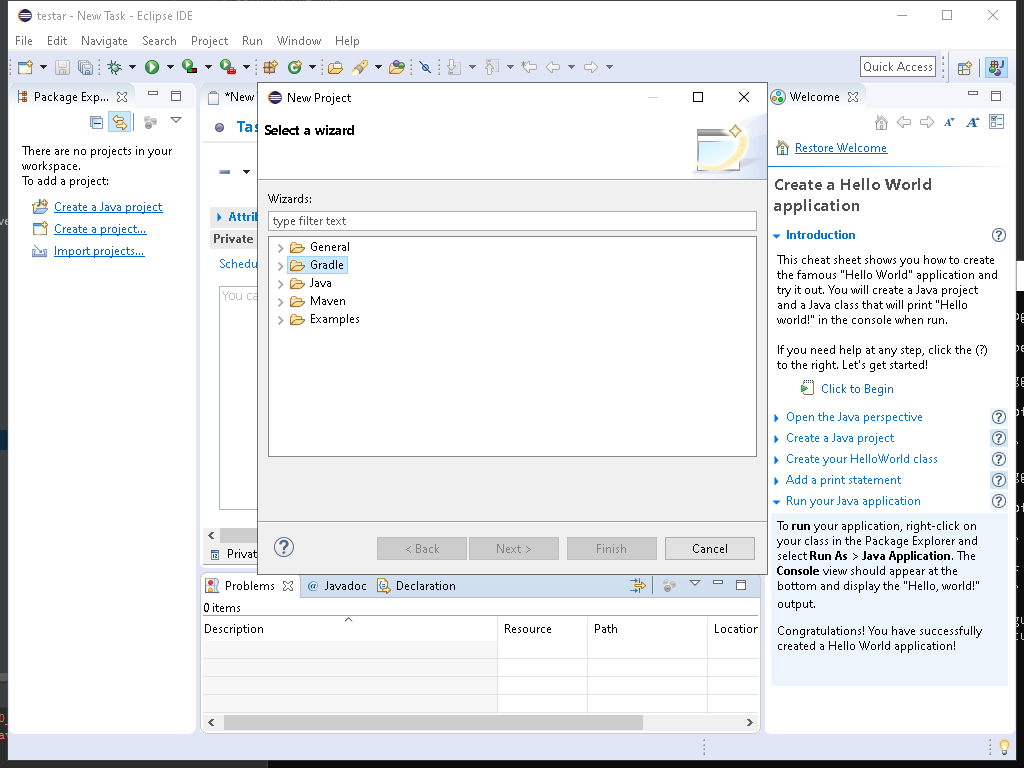 testar - New Task - Eclipse IDE
File Edit Navigate Search Project Run Window Help
Quick Access
Package Exp...
There are no projects in your
workspace.
To add a project:
Create a Java project
Create a project...
Import projects...
*New
Tas
Attril
Private
Schedu
You ca
Privat
New Project
Select a wizard
Wizards:
type filter text
General
Gradle
Java
Maven
Examples
?
< Back
Next >
Finish
Cancel
Problems
@ Javadoc
Declaration
0 items
Description Resource Path Location
Welcome
Restore Welcome
Create a Hello World
application
Introduction
?
This cheat sheet shows you how to create
the famous "Hello World" application and
try it out. You will create a Java project
and a Java class that will print "Hello
world!" in the console when run.
If you need help at any step, click the (?)
to the right. Let's get started!
Click to Begin
Open the Java perspective ?
Create a Java project ?
Create your HelloWorld class ?
Add a print statement ?
Run your Java application ?
To run your application, right-click on
your class in the Package Explorer and
select Run As > Java Application. The
Console view should appear at the
bottom and display the "Hello, world!"
output.
Congratulations! You have successfully
created a Hello World application!